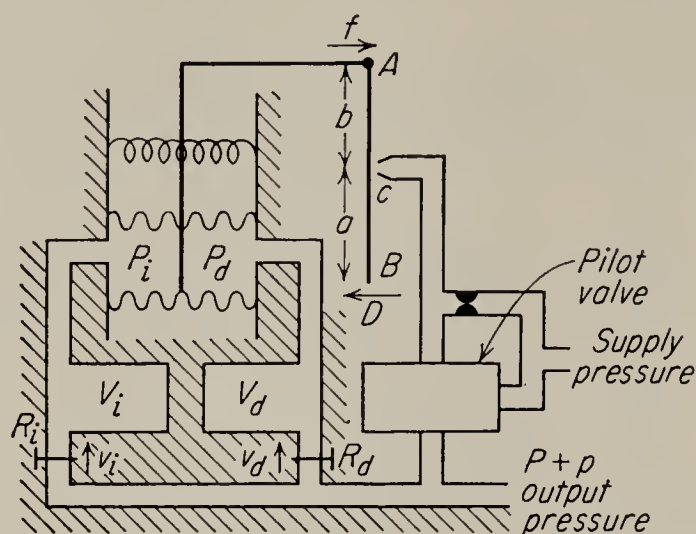 f
A
b
c
a
P_i
P_d
B
D
Pilot
valve
Supply
pressure
V_i
V_d
R_i
v_i
v_d
R_d
P + p
output
pressure